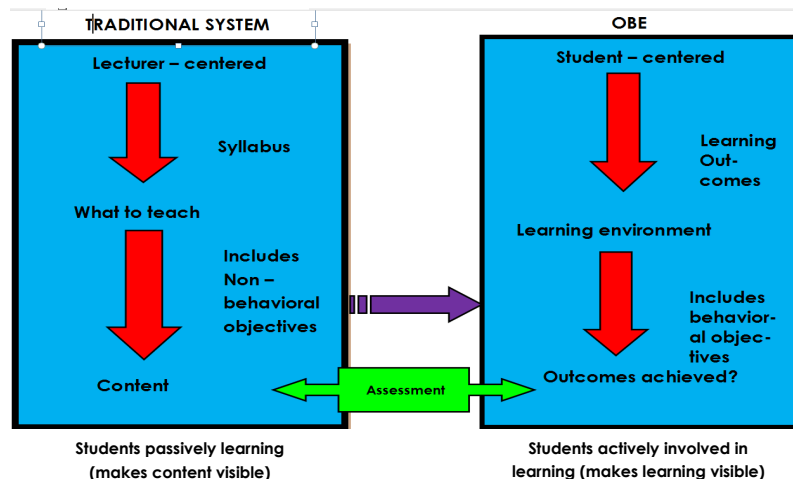 TRADITIONAL SYSTEM
Lecturer – centered
Syllabus
What to teach
Includes
Non –
behavioral
objectives
Content
Students passively learning
(makes content visible)
Assessment
OBE
Student – centered
Learning
Out-
comes
Learning environment
Includes
behavior-
al objec-
tives
Outcomes achieved?
Students actively involved in
learning (makes learning visible)